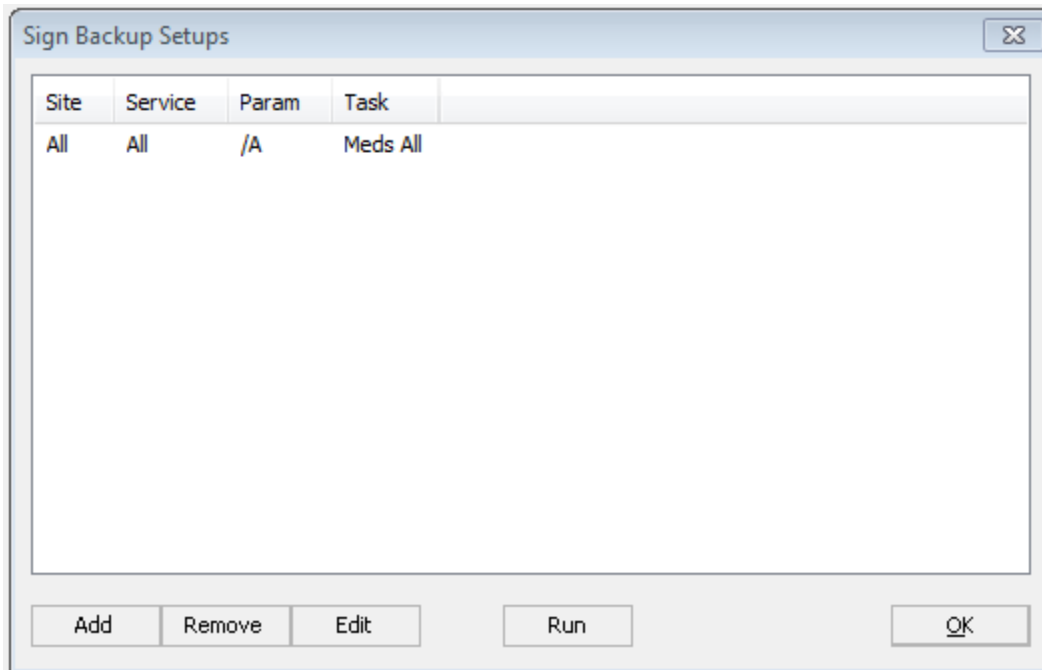 Sign Backup Setups
Site Service Param Task
All All /A Meds All
Add Remove Edit Run OK